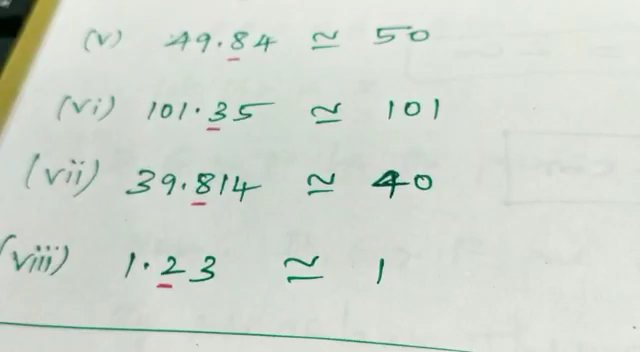 (v) 49.84 ≅ 50
(vi) 101.35 ≅ 101
(vii) 39.814 ≅ 40
(viii) 1.23 ≅ 1